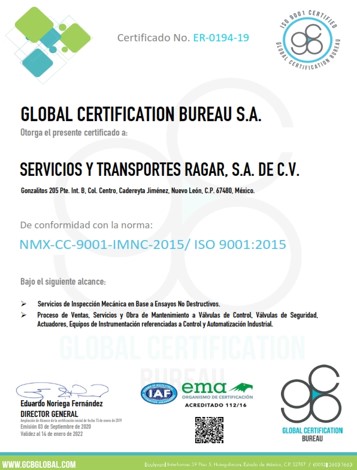 Certificado No. ER-0194-19
ISO 9001 CERTIFIED
GLOBAL CERTIFICATION BUREAU
GLOBAL CERTIFICATION BUREAU S.A.
Otorga el presente certificado a:
SERVICIOS Y TRANSPORTES RAGAR, S.A. DE C.V.
Gonzalitos 205 Pte. Int. B, Col. Centro, Cadereyta Jiménez, Nuevo León, C.P. 67480, México.
De conformidad con la norma:
NMX-CC-9001-IMNC-2015/ ISO 9001:2015
Bajo el siguiente alcance:
Servicios de Inspección Mecánica en Base a Ensayos No Destructivos.
Proceso de Ventas, Servicios y Obra de Mantenimiento a Válvulas de Control, Válvulas de Seguridad,
Actuadores, Equipos de Instrumentación referenciadas a Control y Automatización Industrial.
GLOBAL CERTIFICATION
BUREAU
Eduardo Noriega Fernández
DIRECTOR GENERAL
Emisión 03 de Septiembre de 2020
Validez al 16 de enero de 2022
IAF
ema
ORGANISMO DE CERTIFICACIÓN
ACREDITADO 112/16
GLOBAL CERTIFICATION
BUREAU
WWW.GCBGLOBAL.COM